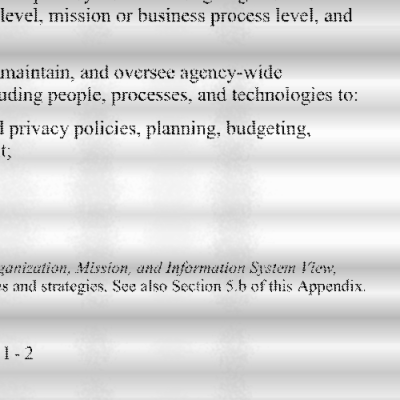 level, mission or business process level, and
maintain, and oversee agency-wide
uding people, processes, and technologies to:
privacy policies, planning, budgeting,
t;
ganization, Mission, and Information System View,
s and strategies. See also Section 5.b of this Appendix.
1 - 2